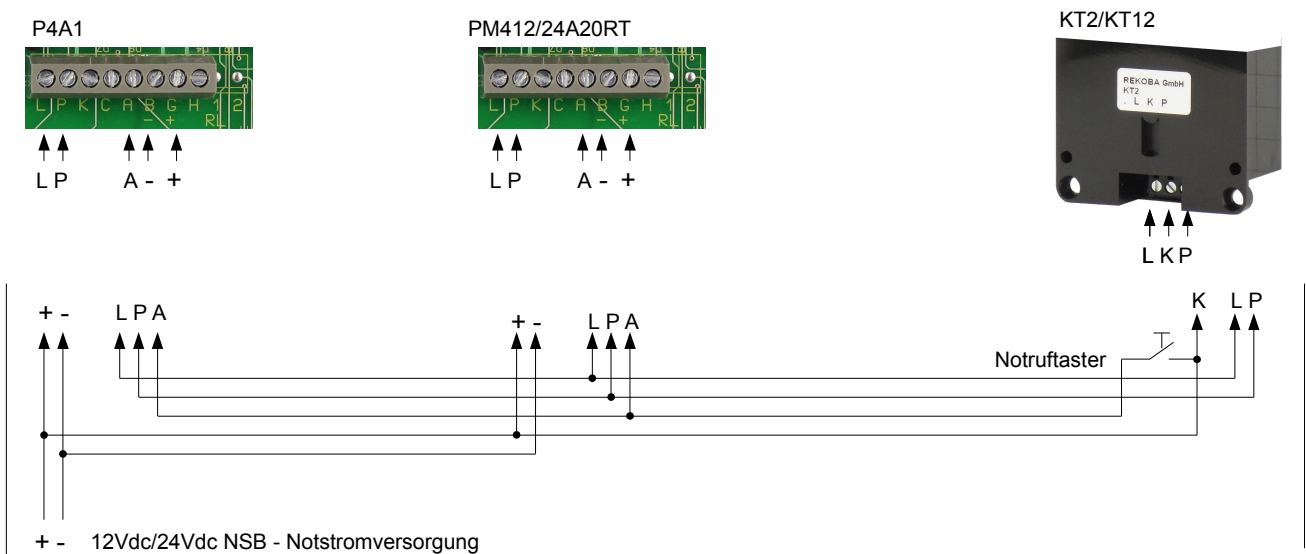 P4A1
PM412/24A20RT
KT2/KT12
REKOBA GmbH
KT2
. L K P
L P K C A B G H 1 2
- + RL
L P K C A B G H 1 2
- + RL
L P A - +
L P A - +
L K P
+ - L P A
+ - L P A
K L P
Notruftaster
+ - 12Vdc/24Vdc NSB - Notstromversorgung